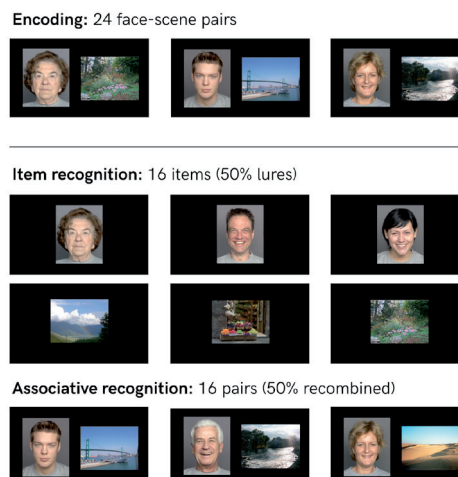 Encoding: 24 face-scene pairs
Item recognition: 16 items (50% lures)
Associative recognition: 16 pairs (50% recombined)